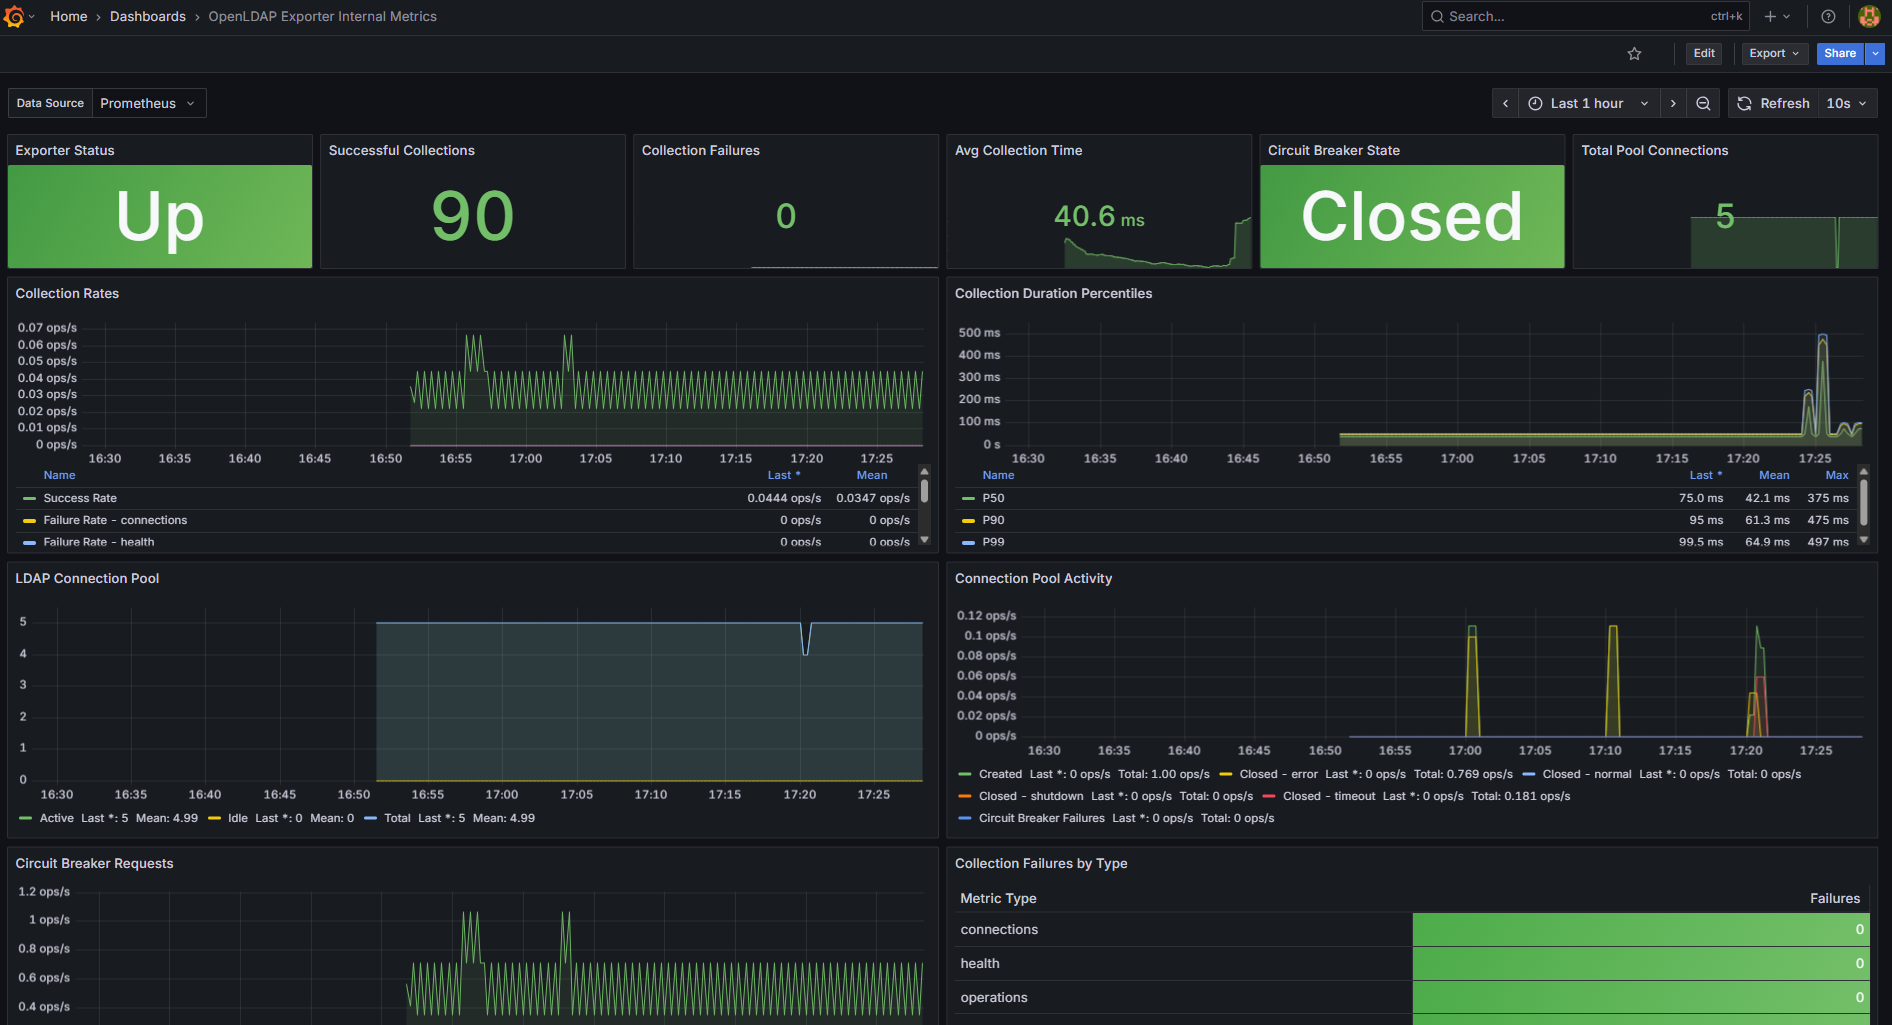 Home › Dashboards › OpenLDAP Exporter Internal Metrics
Search... ctrl+k
Edit Export Share
Data Source Prometheus
Last 1 hour Refresh 10s
Exporter Status
Up
Successful Collections
90
Collection Failures
0
Avg Collection Time
40.6 ms
Circuit Breaker State
Closed
Total Pool Connections
5
Collection Rates
0.07 ops/s
0.06 ops/s
0.05 ops/s
0.04 ops/s
0.03 ops/s
0.02 ops/s
0.01 ops/s
0 ops/s
16:30 16:35 16:40 16:45 16:50 16:55 17:00 17:05 17:10 17:15 17:20 17:25
Name Last * Mean
Success Rate 0.0444 ops/s 0.0347 ops/s
Failure Rate - connections 0 ops/s 0 ops/s
Failure Rate - health 0 ops/s 0 ops/s
Collection Duration Percentiles
500 ms
400 ms
300 ms
200 ms
100 ms
0 s
16:30 16:35 16:40 16:45 16:50 16:55 17:00 17:05 17:10 17:15 17:20 17:25
Name Last * Mean Max
P50 75.0 ms 42.1 ms 375 ms
P90 95 ms 61.3 ms 475 ms
P99 99.5 ms 64.9 ms 497 ms
LDAP Connection Pool
5
4
3
2
1
0
16:30 16:35 16:40 16:45 16:50 16:55 17:00 17:05 17:10 17:15 17:20 17:25
Active Last *: 5 Mean: 4.99 Idle Last *: 0 Mean: 0 Total Last *: 5 Mean: 4.99
Connection Pool Activity
0.12 ops/s
0.1 ops/s
0.08 ops/s
0.06 ops/s
0.04 ops/s
0.02 ops/s
0 ops/s
16:30 16:35 16:40 16:45 16:50 16:55 17:00 17:05 17:10 17:15 17:20 17:25
Created Last *: 0 ops/s Total: 1.00 ops/s Closed - error Last *: 0 ops/s Total: 0.769 ops/s Closed - normal Last *: 0 ops/s Total: 0 ops/s
Closed - shutdown Last *: 0 ops/s Total: 0 ops/s Closed - timeout Last *: 0 ops/s Total: 0.181 ops/s
Circuit Breaker Failures Last *: 0 ops/s Total: 0 ops/s
Circuit Breaker Requests
1.2 ops/s
1 ops/s
0.8 ops/s
0.6 ops/s
0.4 ops/s
Collection Failures by Type
Metric Type Failures
connections 0
health 0
operations 0